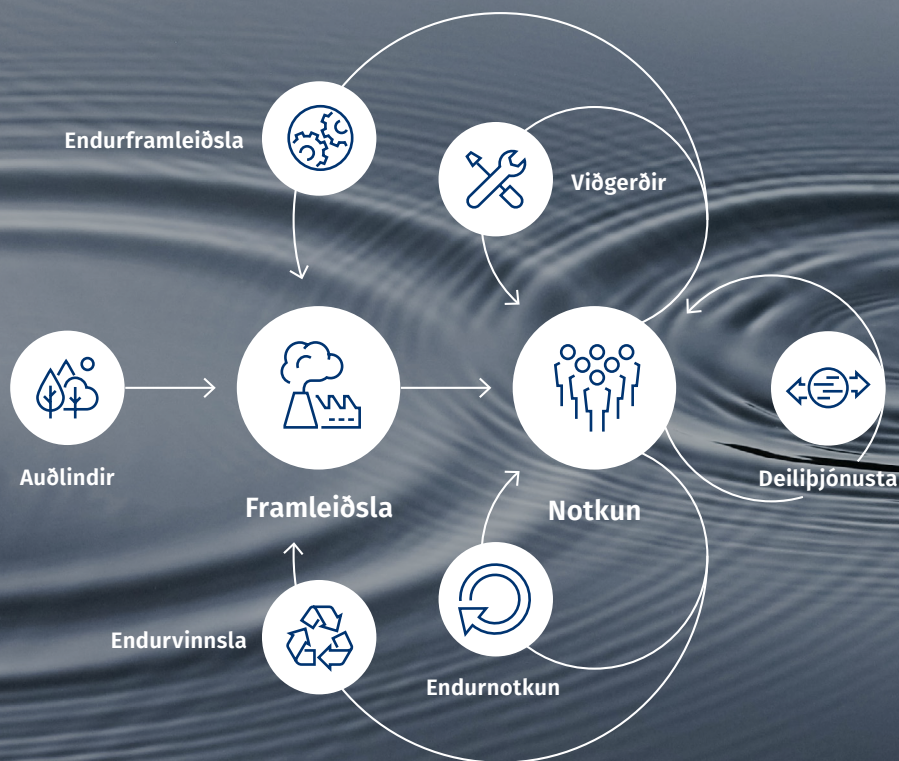 Endurframleiðsla
Viðgerðir
Auðlindir
Framleiðsla
Notkun
Deiliþjónusta
Endurvinnsla
Endurnotkun